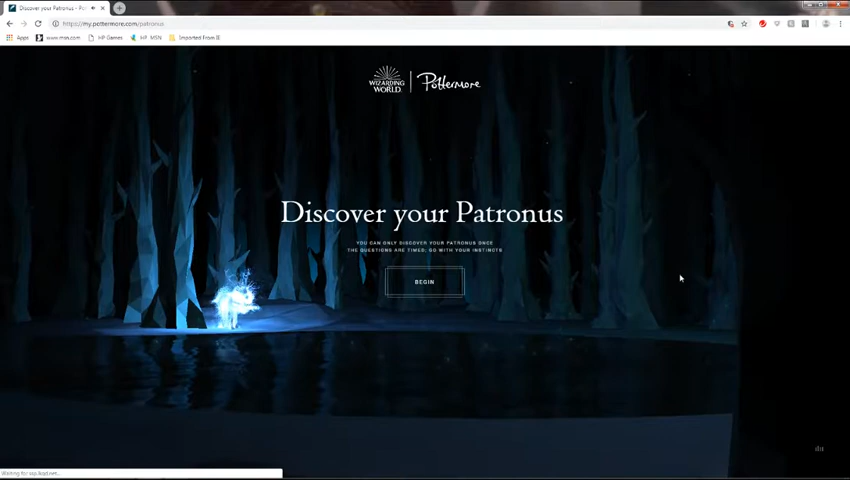 Discover your Patronus - Po
https://my.pottermore.com/patronus
Apps
www.msn.com
HP Games
HP MSN
Imported From IE
WIZARDING
WORLD
Pottermore
Discover your Patronus
YOU CAN ONLY DISCOVER YOUR PATRONUS ONCE
THE QUESTIONS ARE TIMED; GO WITH YOUR INSTINCTS
BEGIN